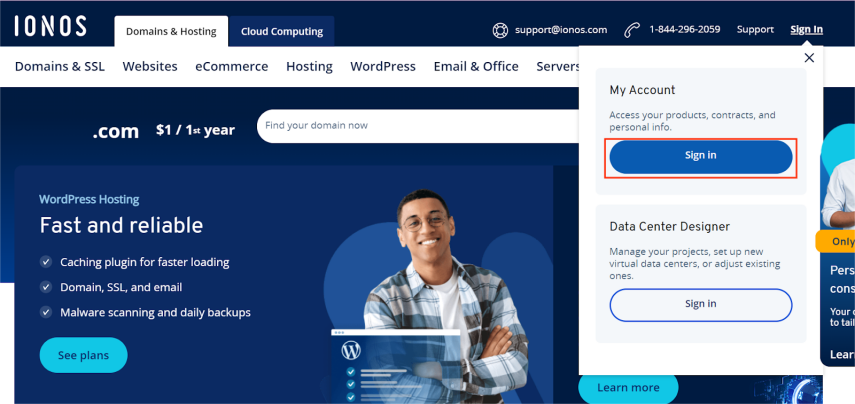 IONOS
Domains & Hosting
Cloud Computing
support@ionos.com
1-844-296-2059
Support
Sign In
Domains & SSL Websites eCommerce Hosting WordPress Email & Office Servers
.com $1 / 1st year
Find your domain now
My Account
Access your products, contracts, and
personal info.
Sign in
Data Center Designer
Manage your projects, set up new
virtual data centers, or adjust existing
ones.
Sign in
WordPress Hosting
Fast and reliable
Caching plugin for faster loading
Domain, SSL, and email
Malware scanning and daily backups
See plans
Learn more
Only
Pers
cons
Your
to tail
Lear